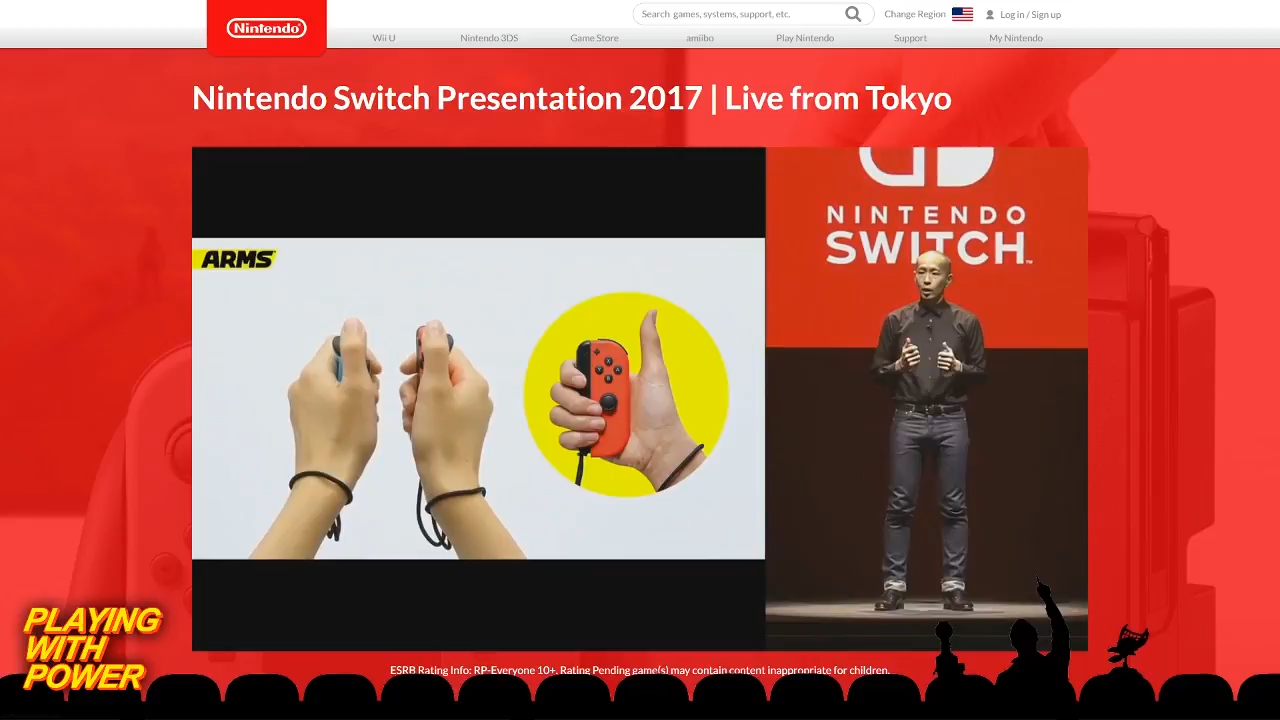 Nintendo
Search games, systems, support, etc.
Change Region
Log in / Sign up
Wii U
Nintendo 3DS
Game Store
amiibo
Play Nintendo
Support
My Nintendo
Nintendo Switch Presentation 2017 | Live from Tokyo
ARMS
X
Y
A
B
NINTENDO
SWITCH
PLAYING
WITH
POWER
ESRB Rating Info: RP-Everyone 10+, Rating Pending game(s) may contain content inappropriate for children.